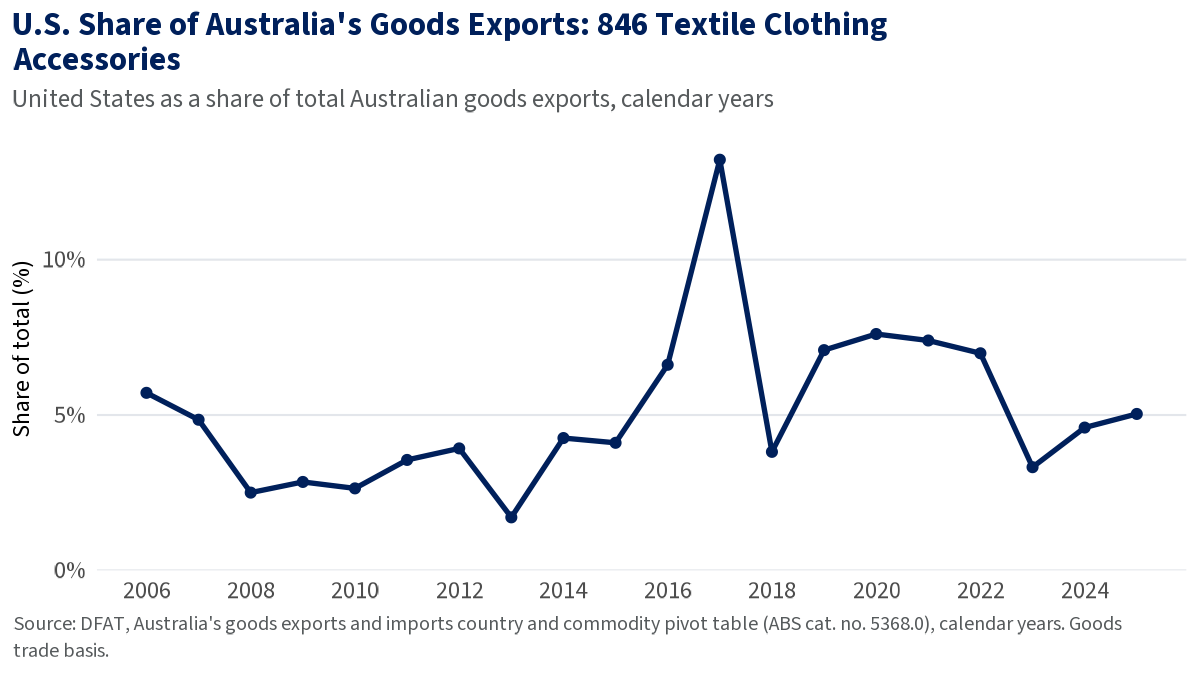 U.S. Share of Australia's Goods Exports: 846 Textile Clothing
Accessories
United States as a share of total Australian goods exports, calendar years
Share of total (%)
10%
5%
0%
2006 2008 2010 2012 2014 2016 2018 2020 2022 2024
Source: DFAT, Australia's goods exports and imports country and commodity pivot table (ABS cat. no. 5368.0), calendar years. Goods
trade basis.